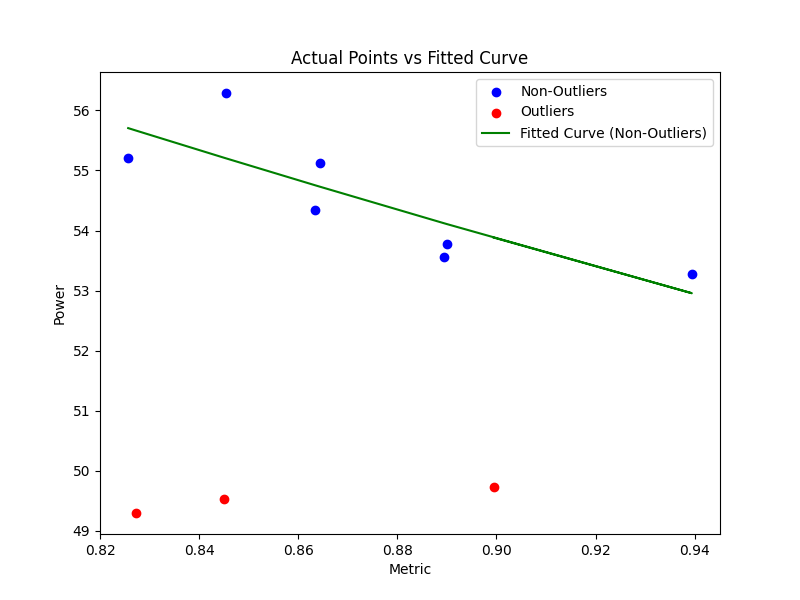 Actual Points vs Fitted Curve
Non-Outliers
Outliers
Fitted Curve (Non-Outliers)
56
55
54
53
52
51
50
49
Power
0.82 0.84 0.86 0.88 0.90 0.92 0.94
Metric